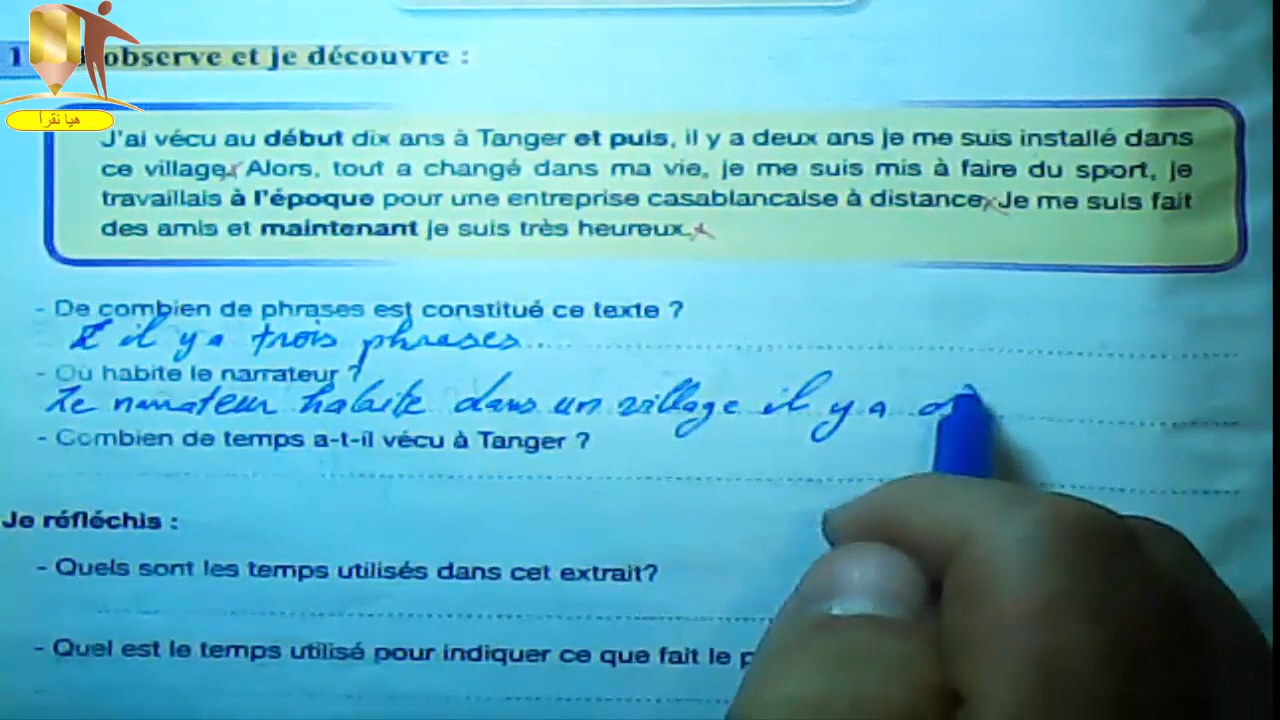 هيا نقرأ
1
observe et je découvre :
J'ai vécu au début dix ans à Tanger et puis, il y a deux ans je me suis installé dans
ce village. Alors, tout a changé dans ma vie, je me suis mis à faire du sport, je
travaillais à l'époque pour une entreprise casablancaise à distance. Je me suis fait
des amis et maintenant je suis très heureux.
- De combien de phrases est constitué ce texte ?
il y a trois phrases
- Où habite le narrateur ?
Le narrateur habite dans un village il y a
- Combien de temps a-t-il vécu à Tanger ?
Je réfléchis :
- Quels sont les temps utilisés dans cet extrait?
- Quel est le temps utilisé pour indiquer ce que fait le p